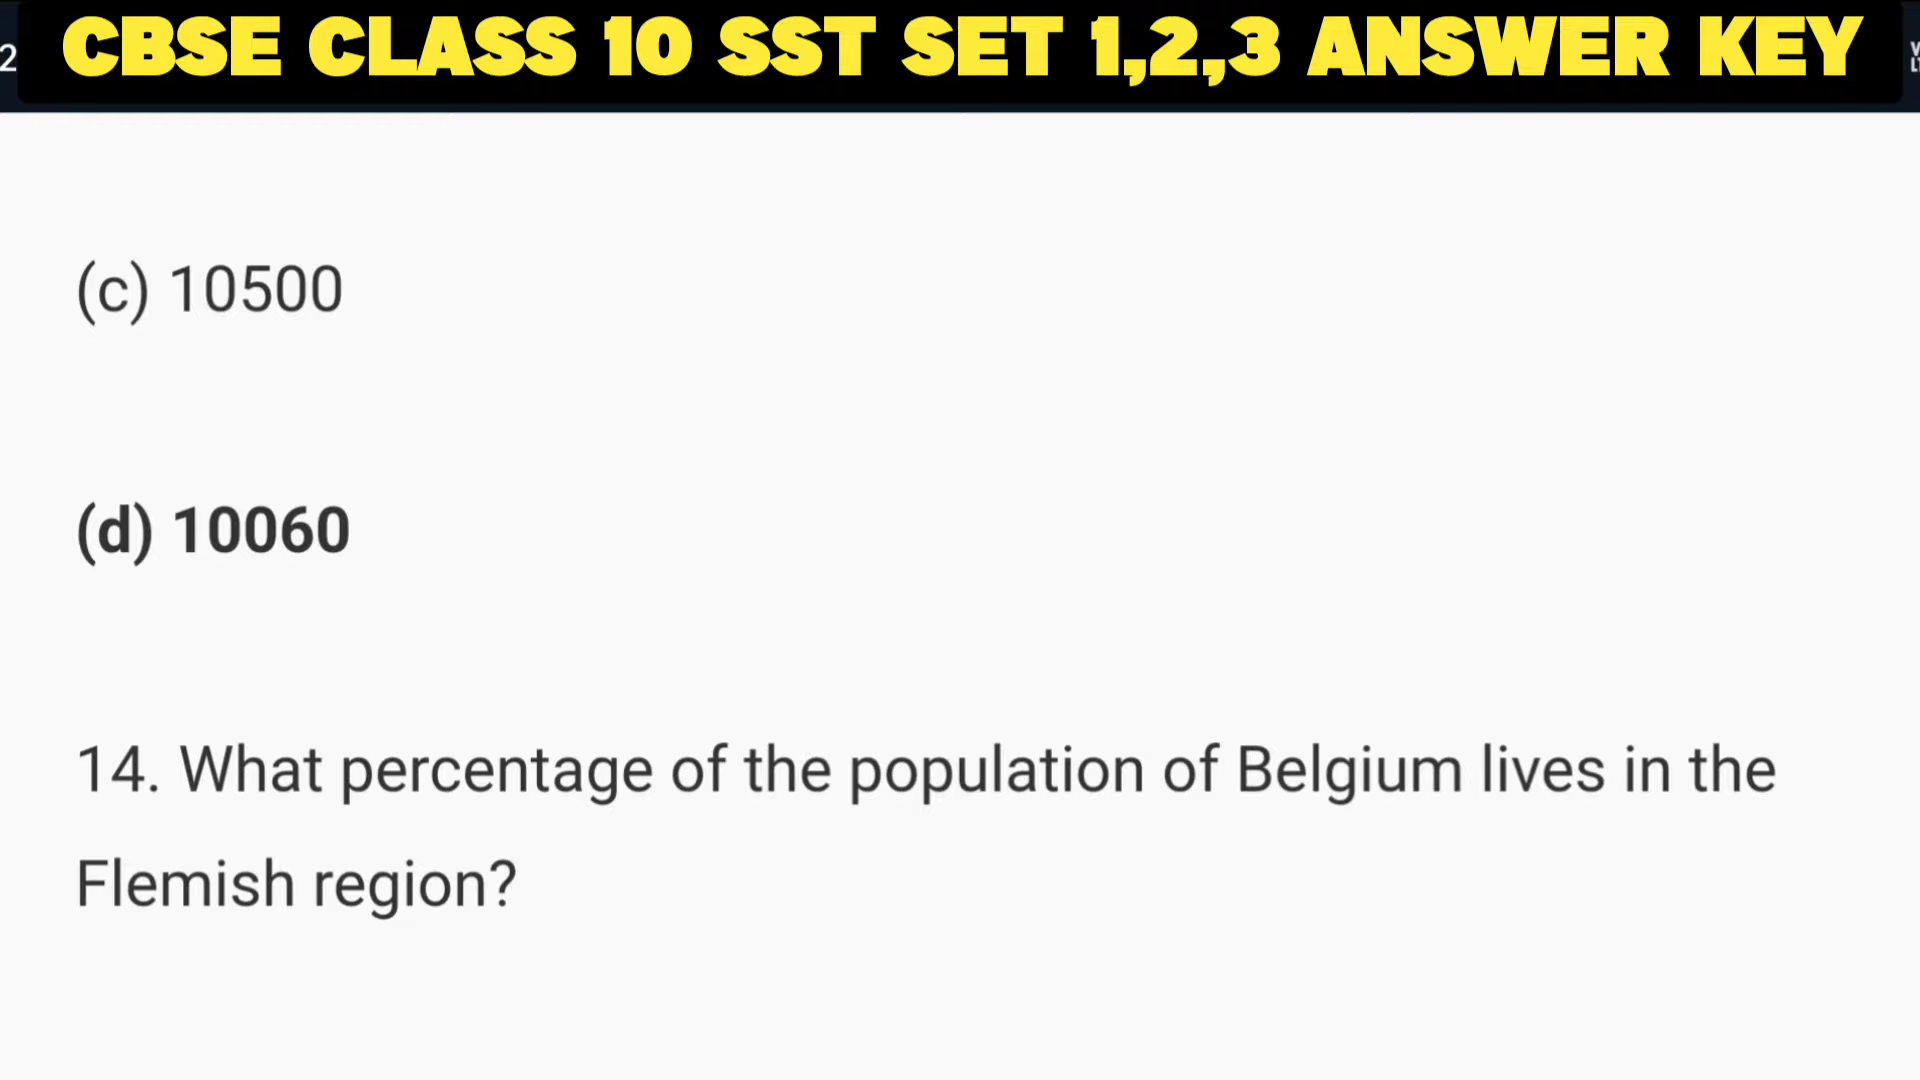 CBSE CLASS 10 SST SET 1,2,3 ANSWER KEY
2
(c) 10500
(d) 10060
14. What percentage of the population of Belgium lives in the
Flemish region?